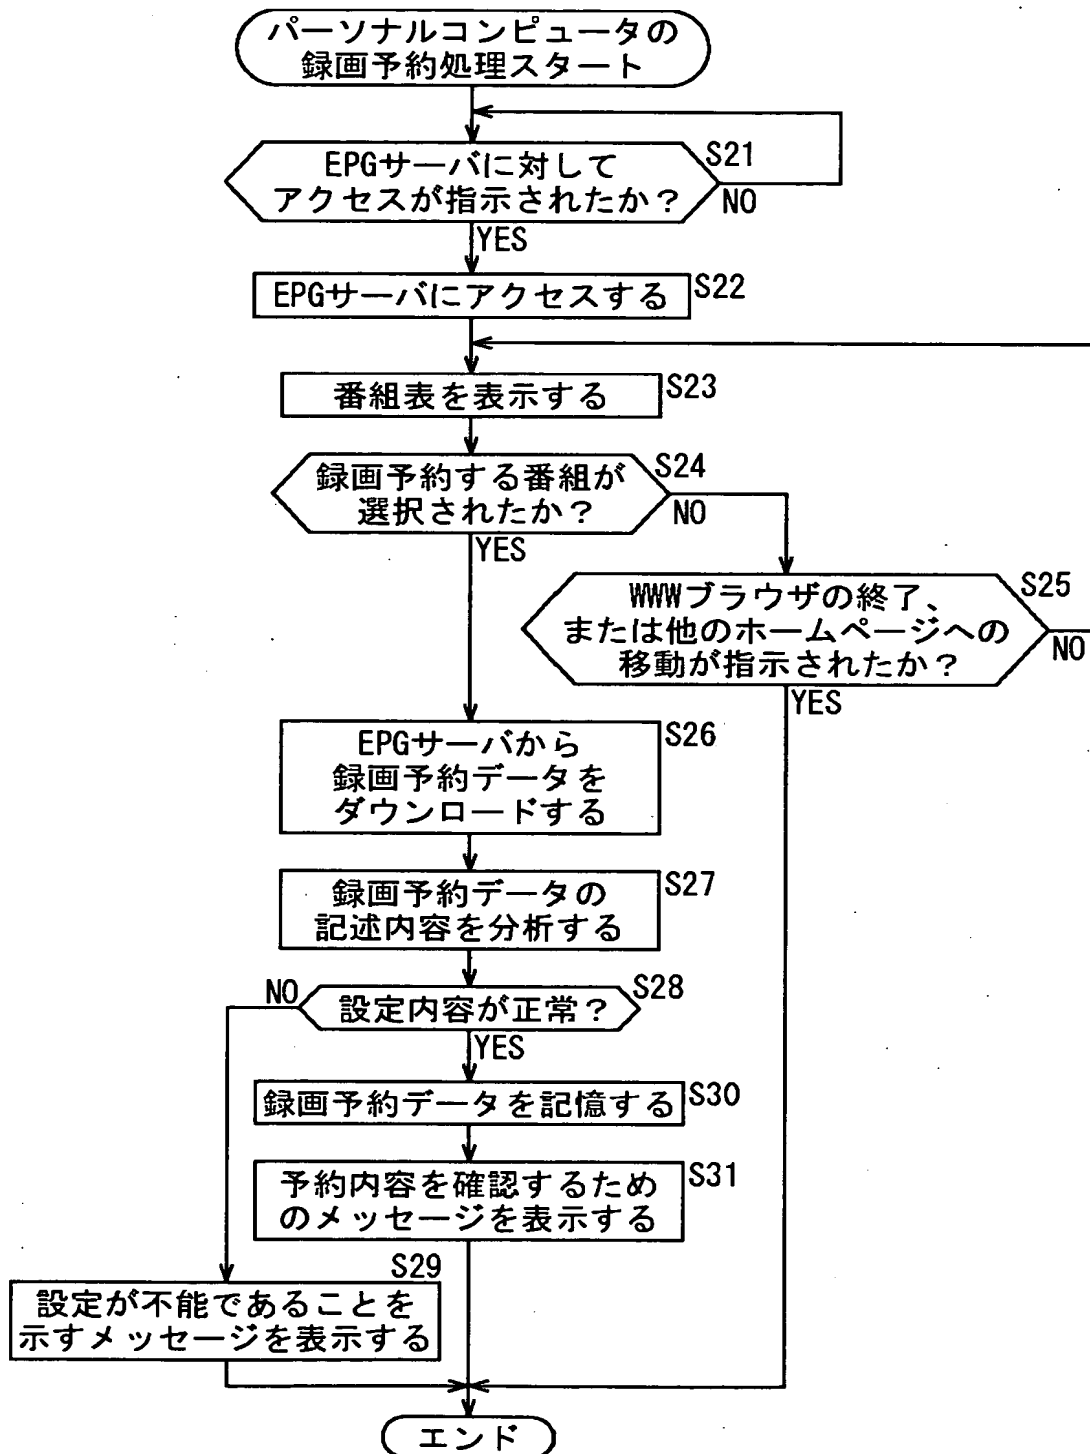 パーソナルコンピュータの
録画予約処理スタート
EPGサーバに対して
アクセスが指示されたか？
S21
NO
YES
EPGサーバにアクセスする
S22
番組表を表示する
S23
録画予約する番組が
選択されたか？
S24
NO
YES
WWWブラウザの終了、
または他のホームページへの
移動が指示されたか？
S25
NO
YES
EPGサーバから
録画予約データを
ダウンロードする
S26
録画予約データの
記述内容を分析する
S27
設定内容が正常？
S28
NO
YES
録画予約データを記憶する
S30
予約内容を確認するため
のメッセージを表示する
S31
S29
設定が不能であることを
示すメッセージを表示する
エンド